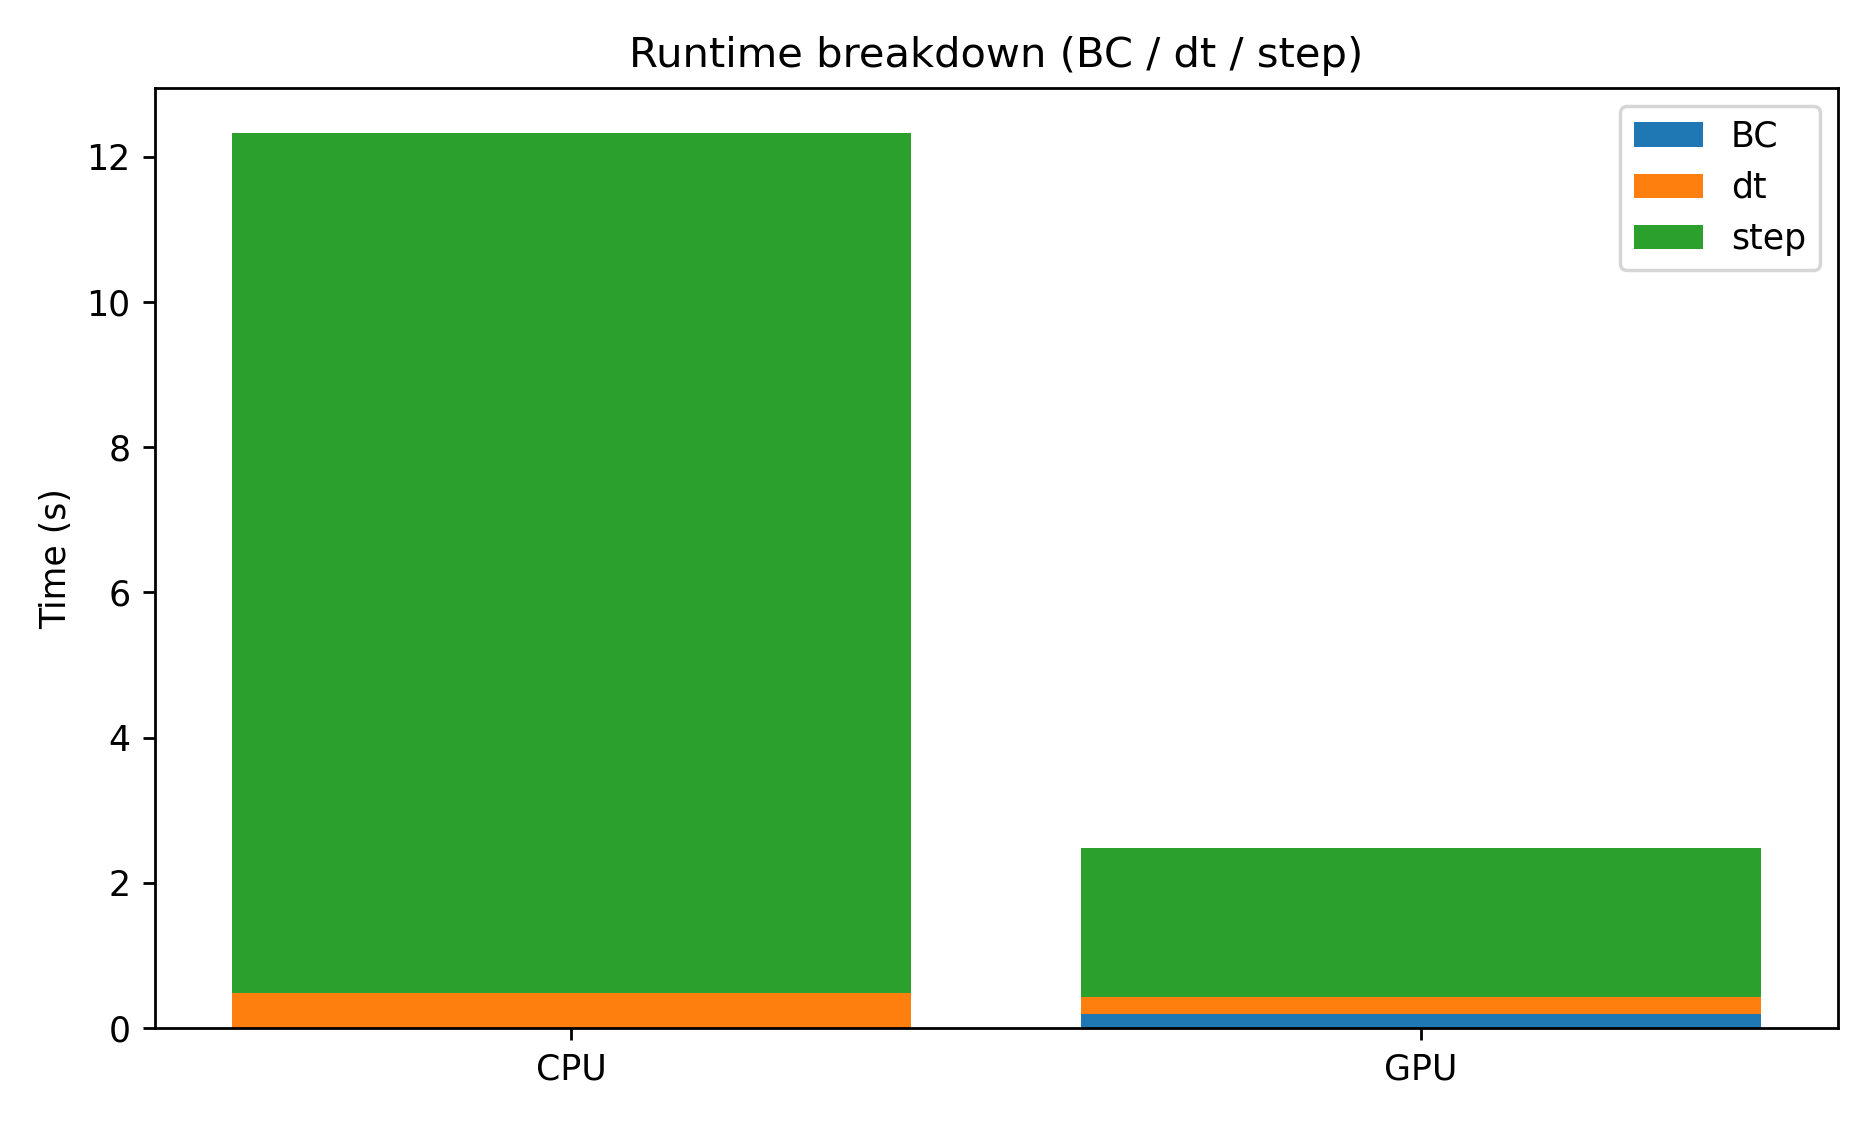 Runtime breakdown (BC / dt / step)
BC
dt
step
Time (s)
12
10
8
6
4
2
0
CPU
GPU